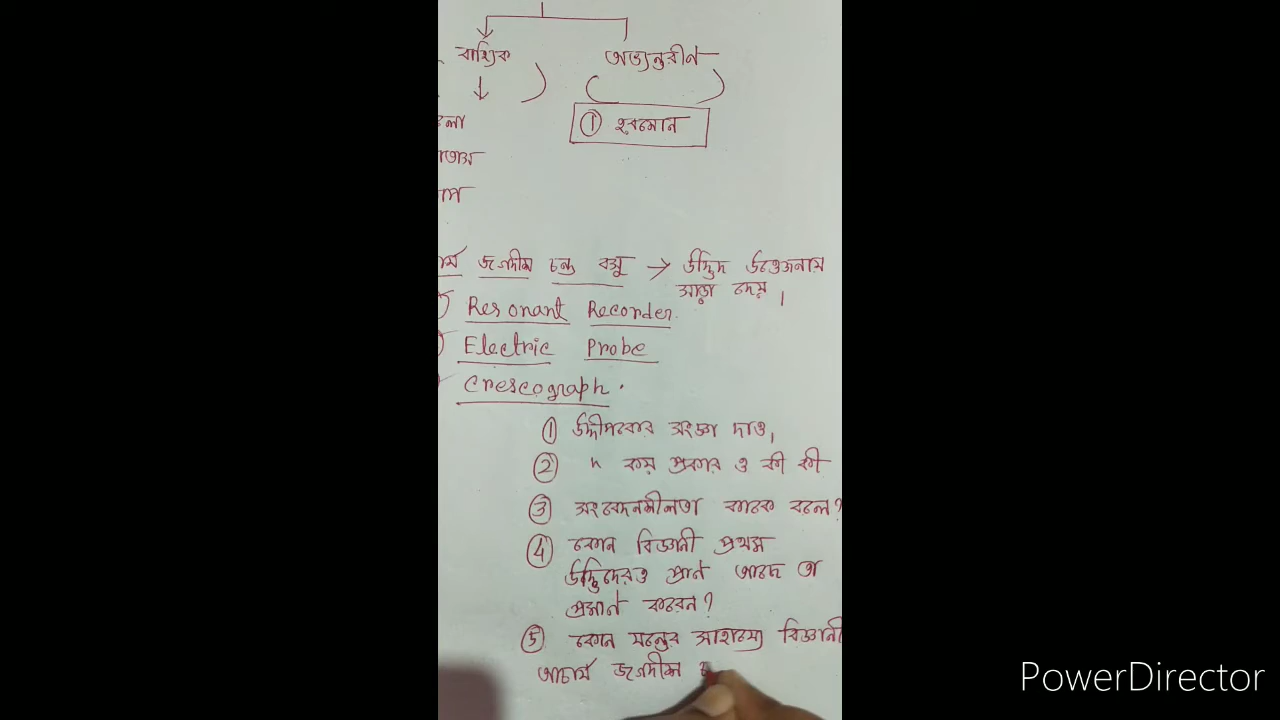 বাহ্যিক অভ্যন্তরীন
① হরমোন
লো
তাস
াপ
র্য জগদীশ চন্দ্র বসু → উদ্ভিদ উত্তেজনায়
সাড়া দেয়।
Resonant Recorder.
Electric Probe
Crescograph.
① উদ্দীপকের সংজ্ঞা দাও।
② " কয় প্রকার ও কী কী
③ সংবেদনশীলতা কাকে বলে?
④ কোন বিজ্ঞানী প্রথম
উদ্ভিদেরও প্রাণ আছে তা
প্রমাণ করেন?
⑤ কোন যন্ত্রের সাহায্যে বিজ্ঞানী
আচার্য জগদীশ
PowerDirector